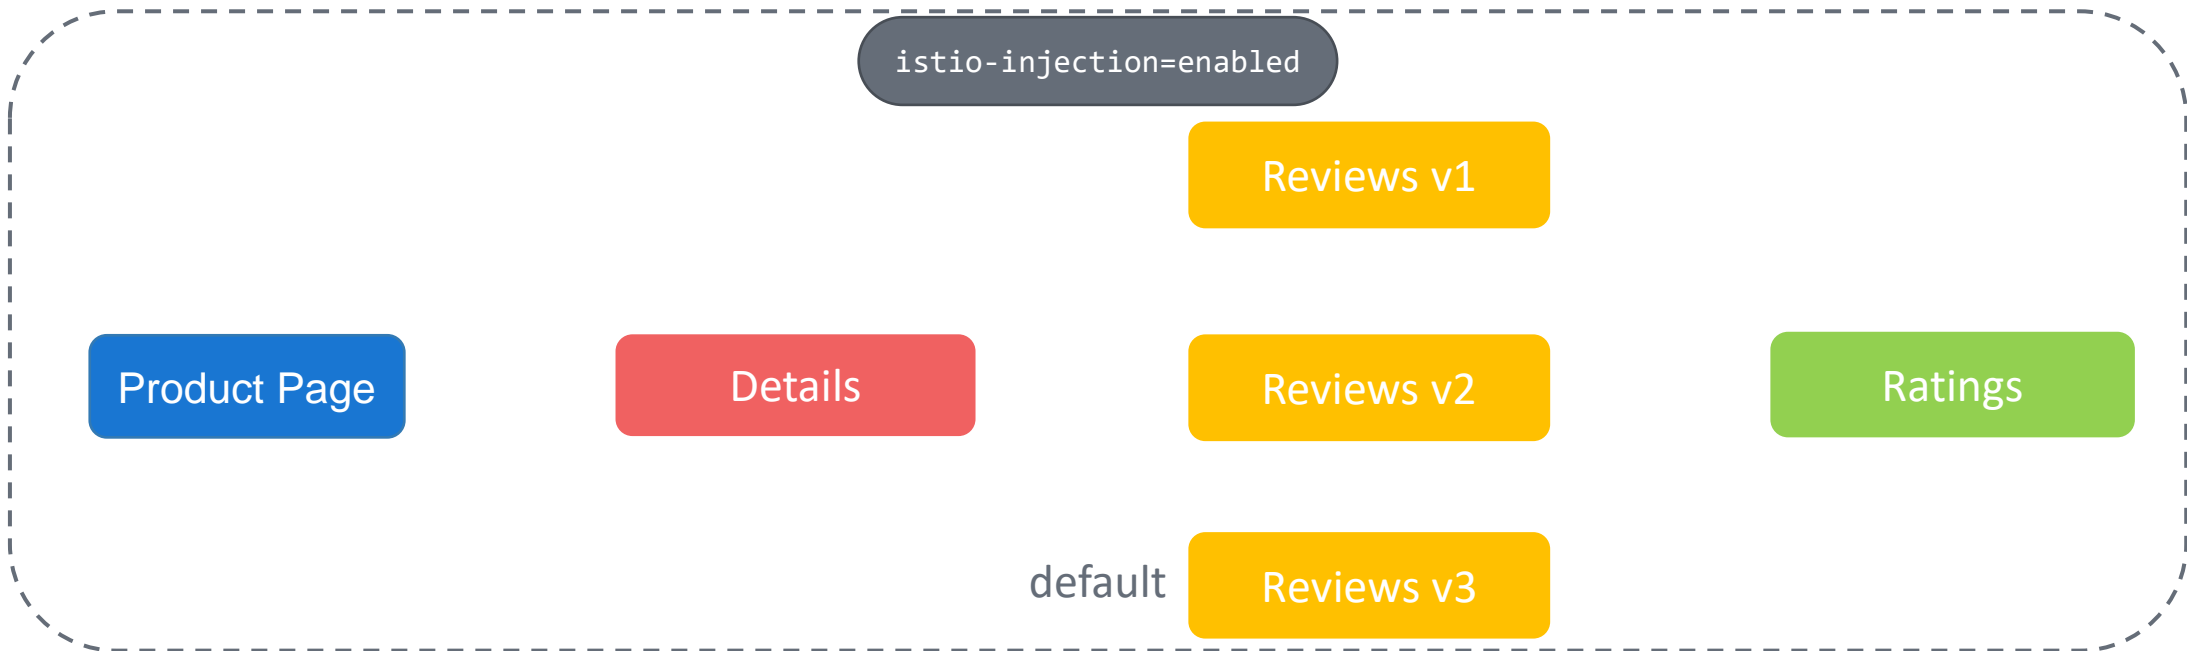 istio-injection=enabled
Reviews v1
Product Page
Details
Reviews v2
Ratings
default
Reviews v3